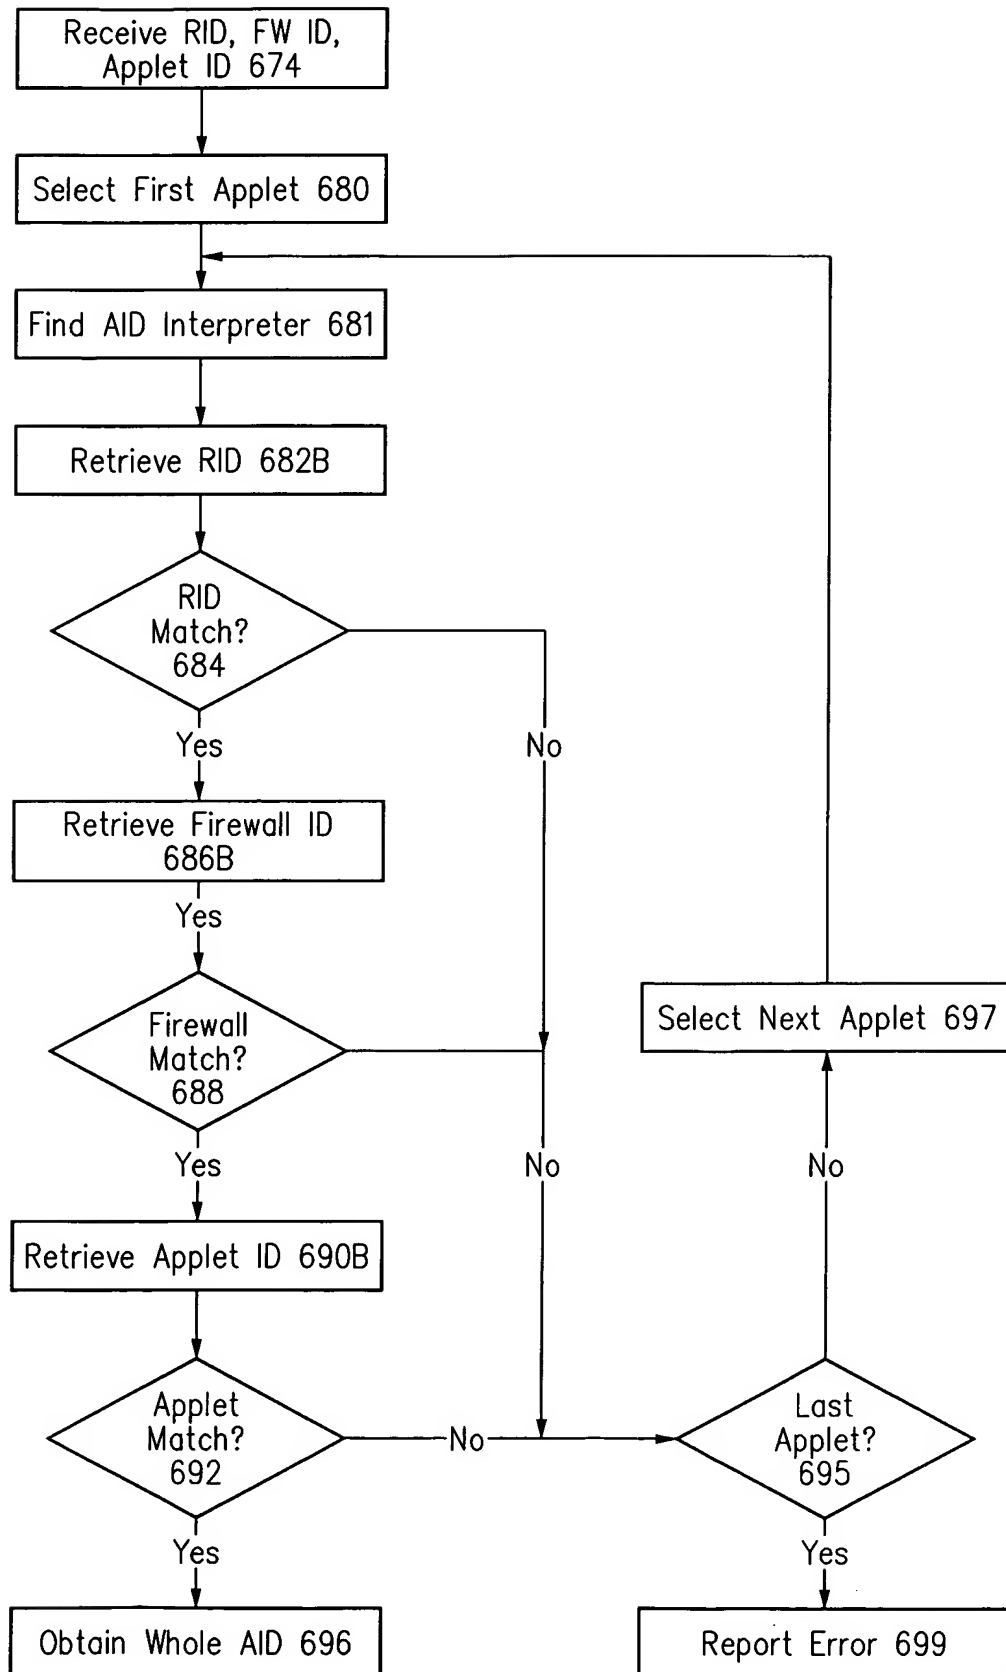 Receive RID, FW ID,
Applet ID 674
Select First Applet 680
Find AID Interpreter 681
Retrieve RID 682B
RID
Match?
684
Yes
No
Retrieve Firewall ID
686B
Yes
Firewall
Match?
688
Select Next Applet 697
Yes
No
No
Retrieve Applet ID 690B
Applet
Match?
692
No
Last
Applet?
695
Yes
Yes
Obtain Whole AID 696
Report Error 699